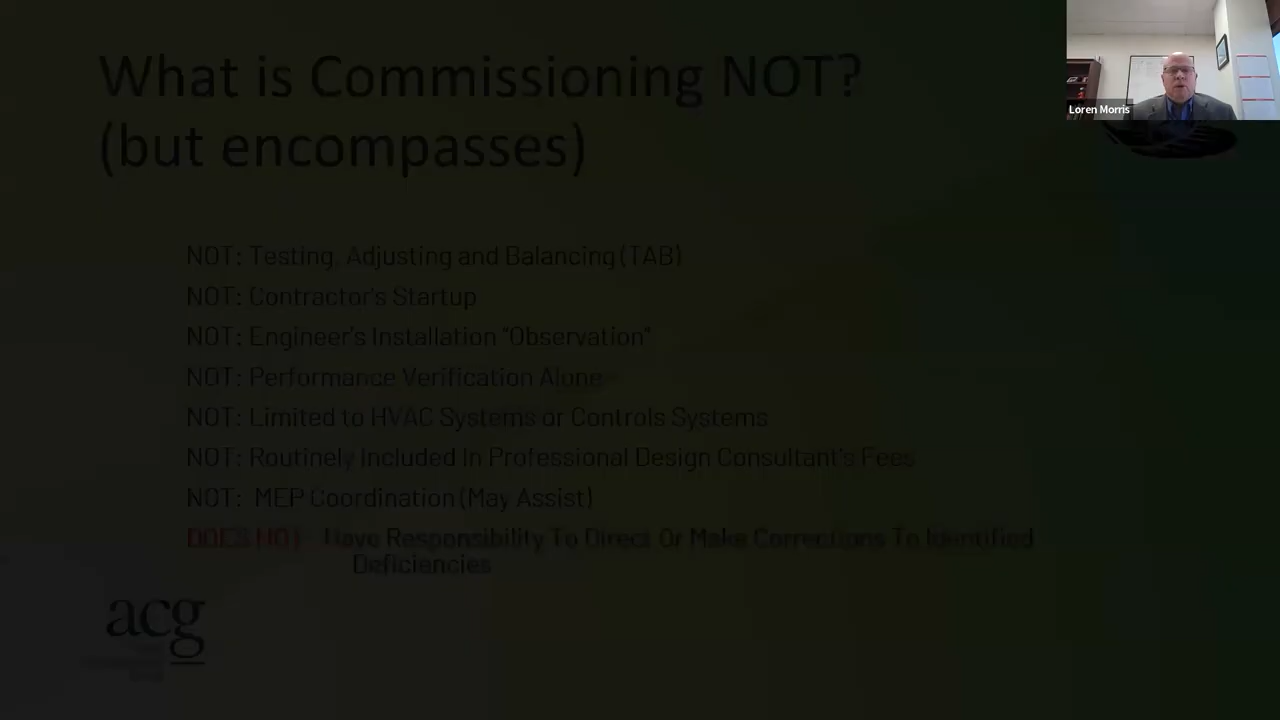 What is Commissioning NOT?
(but encompasses)
Loren Morris
NOT: Testing, Adjusting and Balancing (TAB)
NOT: Contractor's Startup
NOT: Engineer's Installation "Observation"
NOT: Performance Verification Alone
NOT: Limited to HVAC Systems or Controls Systems
NOT: Routinely Included In Professional Design Consultant's Fees
NOT: MEP Coordination (May Assist)
DOES NOT Have Responsibility To Direct Or Make Corrections To Identified
Deficiencies
acg